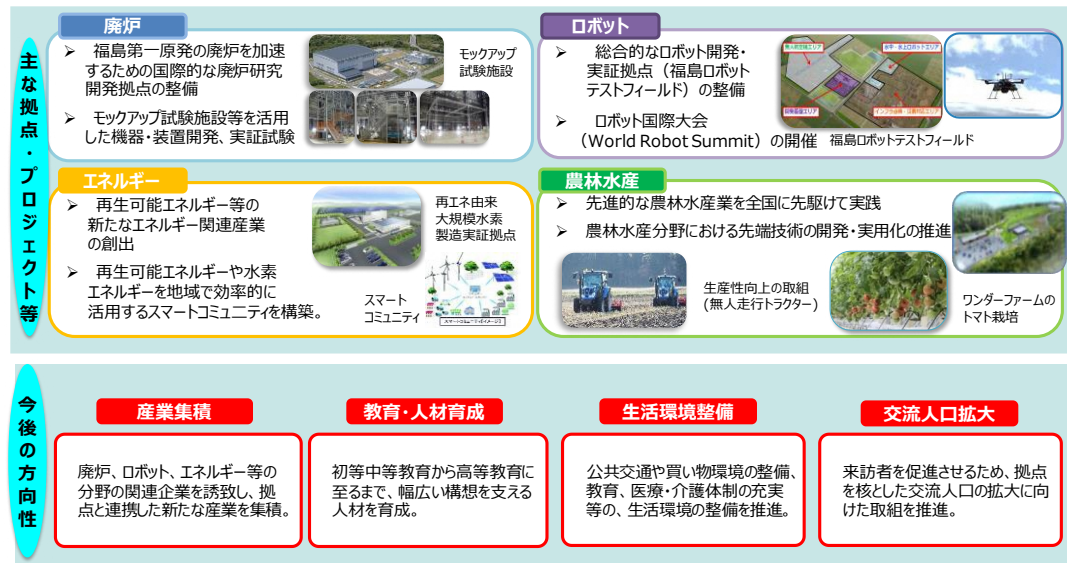 主な拠点・プロジェクト等
廃炉
➢ 福島第一原発の廃炉を加速
するための国際的な廃炉研究
開発拠点の整備
➢ モックアップ試験施設等を活用
した機器・装置開発、実証試験
モックアップ
試験施設
ロボット
➢ 総合的なロボット開発・
実証拠点（福島ロボット
テストフィールド）の整備
➢ ロボット国際大会
（World Robot Summit）の開催
福島ロボットテストフィールド
エネルギー
➢ 再生可能エネルギー等の
新たなエネルギー関連産業
の創出
➢ 再生可能エネルギーや水素
エネルギーを地域で効率的に
活用するスマートコミュニティを構築。
再エネ由来
大規模水素
製造実証拠点
スマート
コミュニティ
農林水産
➢ 先進的な農林水産業を全国に先駆けて実践
➢ 農林水産分野における先端技術の開発・実用化の推進
生産性向上の取組
(無人走行トラクター)
ワンダーファームの
トマト栽培
今後の方向性
産業集積
廃炉、ロボット、エネルギー等の
分野の関連企業を誘致し、拠
点と連携した新たな産業を集積。
教育・人材育成
初等中等教育から高等教育に
至るまで、幅広い構想を支える
人材を育成。
生活環境整備
公共交通や買い物環境の整備、
教育、医療・介護体制の充実
等の、生活環境の整備を推進。
交流人口拡大
来訪者を促進させるため、拠点
を核とした交流人口の拡大に向
けた取組を推進。